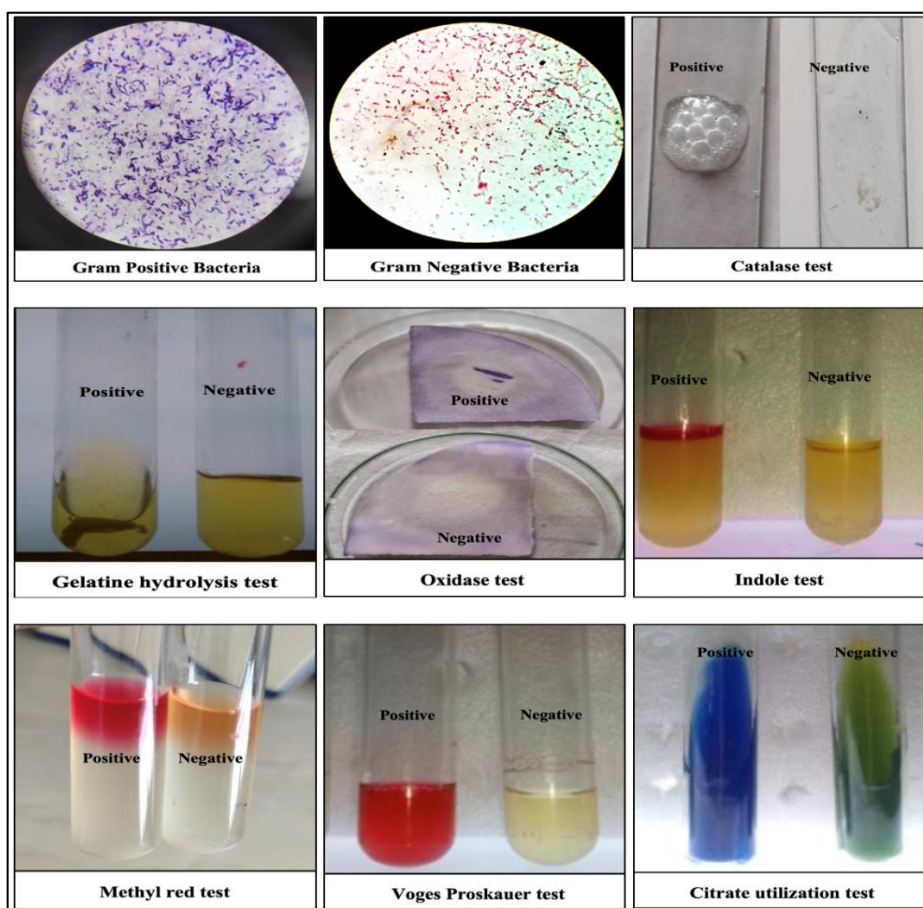 Positive
Negative
Gram Positive Bacteria
Gram Negative Bacteria
Catalase test
Positive
Negative
Positive
Negative
Positive
Negative
Gelatine hydrolysis test
Oxidase test
Indole test
Positive
Negative
Positive
Negative
Positive
Negative
Methyl red test
Voges Proskauer test
Citrate utilization test